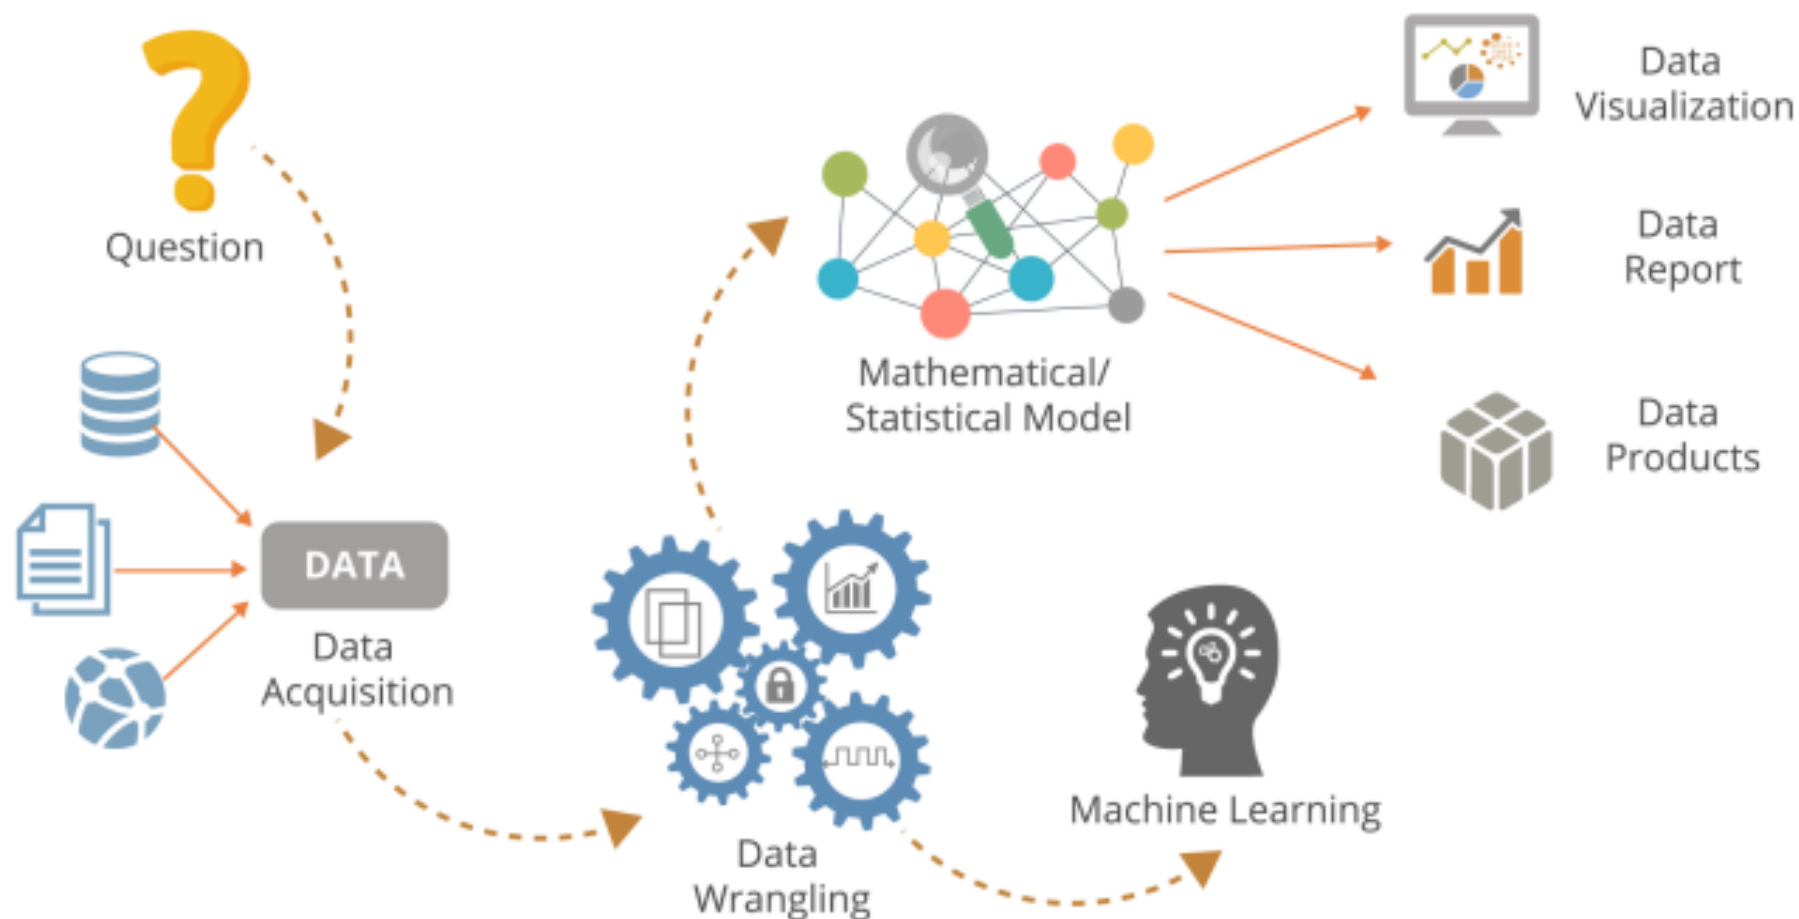 Question
DATA
Data
Acquisition
Data
Wrangling
Mathematical/
Statistical Model
Machine Learning
Data
Visualization
Data
Report
Data
Products